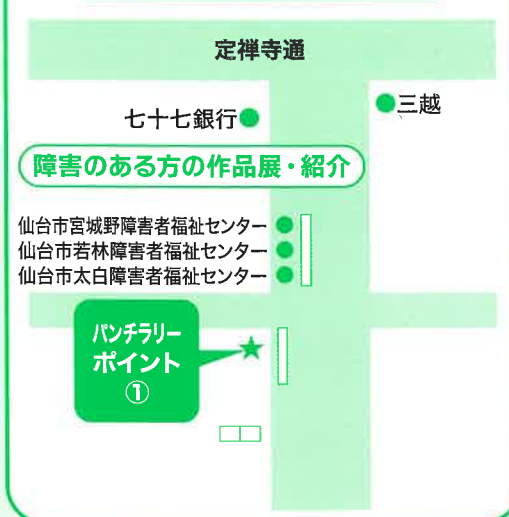 定禅寺通
七十七銀行
三越
障害のある方の作品展・紹介
仙台市宮城野障害者福祉センター
仙台市若林障害者福祉センター
仙台市太白障害者福祉センター
パンチラリー
ポイント
①